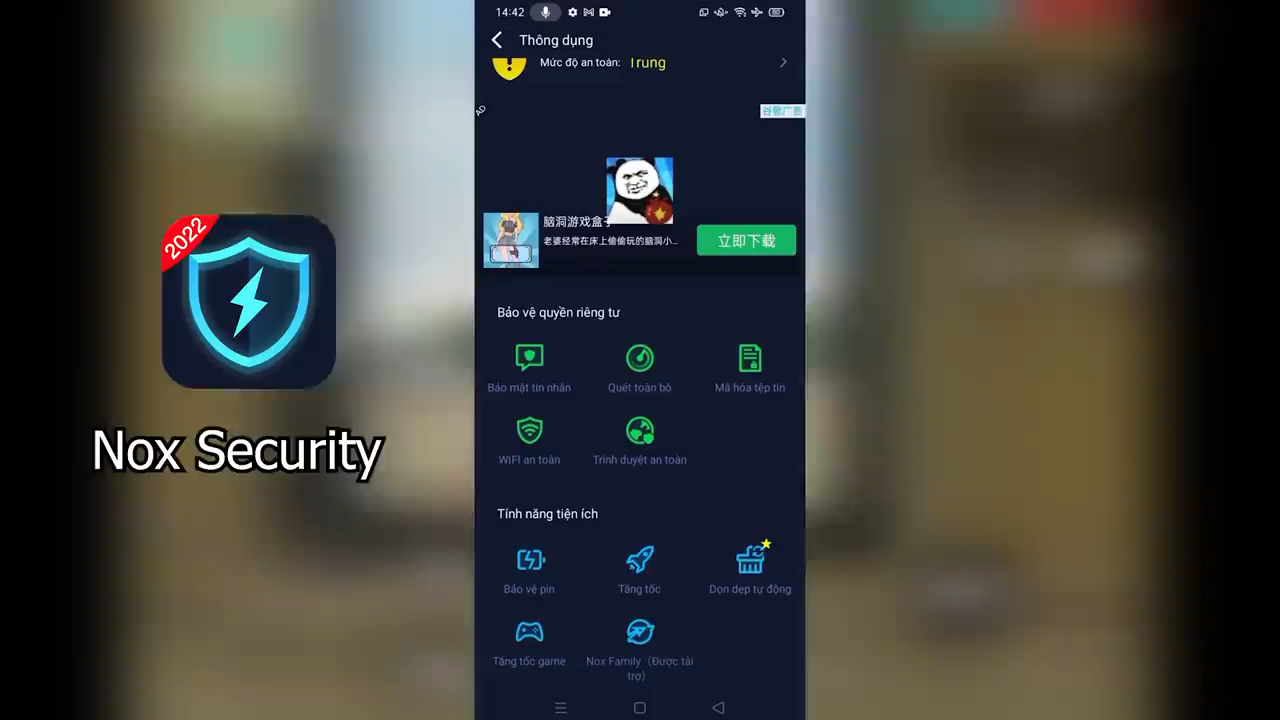 2022
Nox Security
14:42
Thông dụng
Mức độ an toàn: Trung
AD
谷歌广告
脑洞游戏盒子
老婆经常在床上偷偷玩的脑洞小...
立即下载
Bảo vệ quyền riêng tư
Bảo mật tin nhắn
Quét toàn bộ
Mã hóa tệp tin
WIFI an toàn
Trình duyệt an toàn
Tính năng tiện ích
Bảo vệ pin
Tăng tốc
Dọn dẹp tự động
Tăng tốc game
Nox Family（Được tài
trợ）